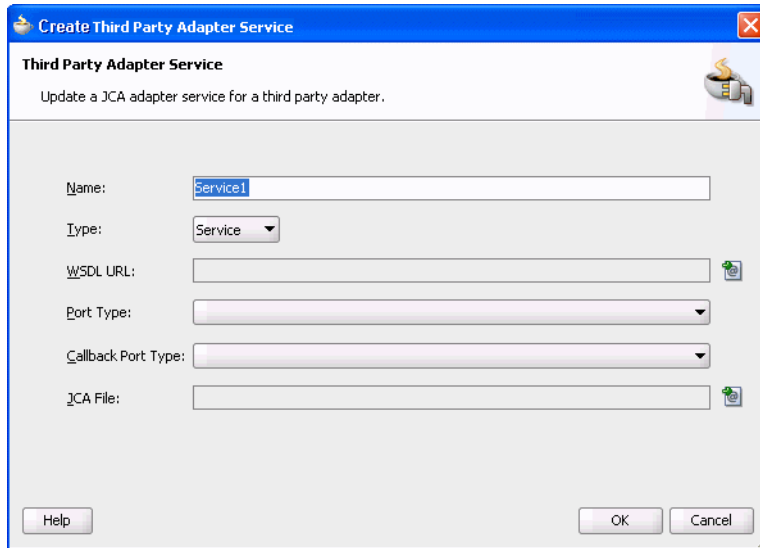 Create Third Party Adapter Service
Third Party Adapter Service
Update a JCA adapter service for a third party adapter.
Name: Service1
Type: Service
WSDL URL:
Port Type:
Callback Port Type:
JCA File:
Help OK Cancel